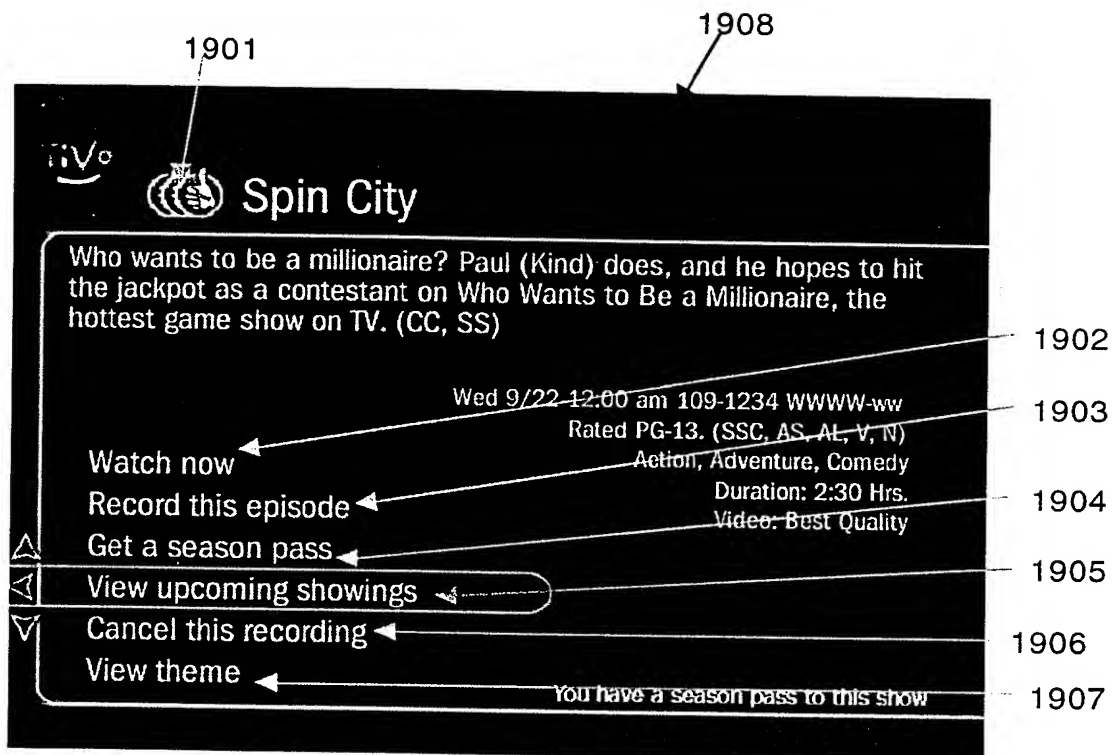 1908
1901
TiVo
Spin City
Who wants to be a millionaire? Paul (Kind) does, and he hopes to hit
the jackpot as a contestant on Who Wants to Be a Millionaire, the
hottest game show on TV. (CC, SS)
1902
Wed 9/22 12:00 am 109-1234 WWWW-ww
1903
Rated PG-13. (SSC, AS, AL, V, N)
Watch now
Action, Adventure, Comedy
Record this episode
Duration: 2:30 Hrs.
1904
Video: Best Quality
Get a season pass
1905
View upcoming showings
Cancel this recording
1906
View theme
You have a season pass to this show
1907